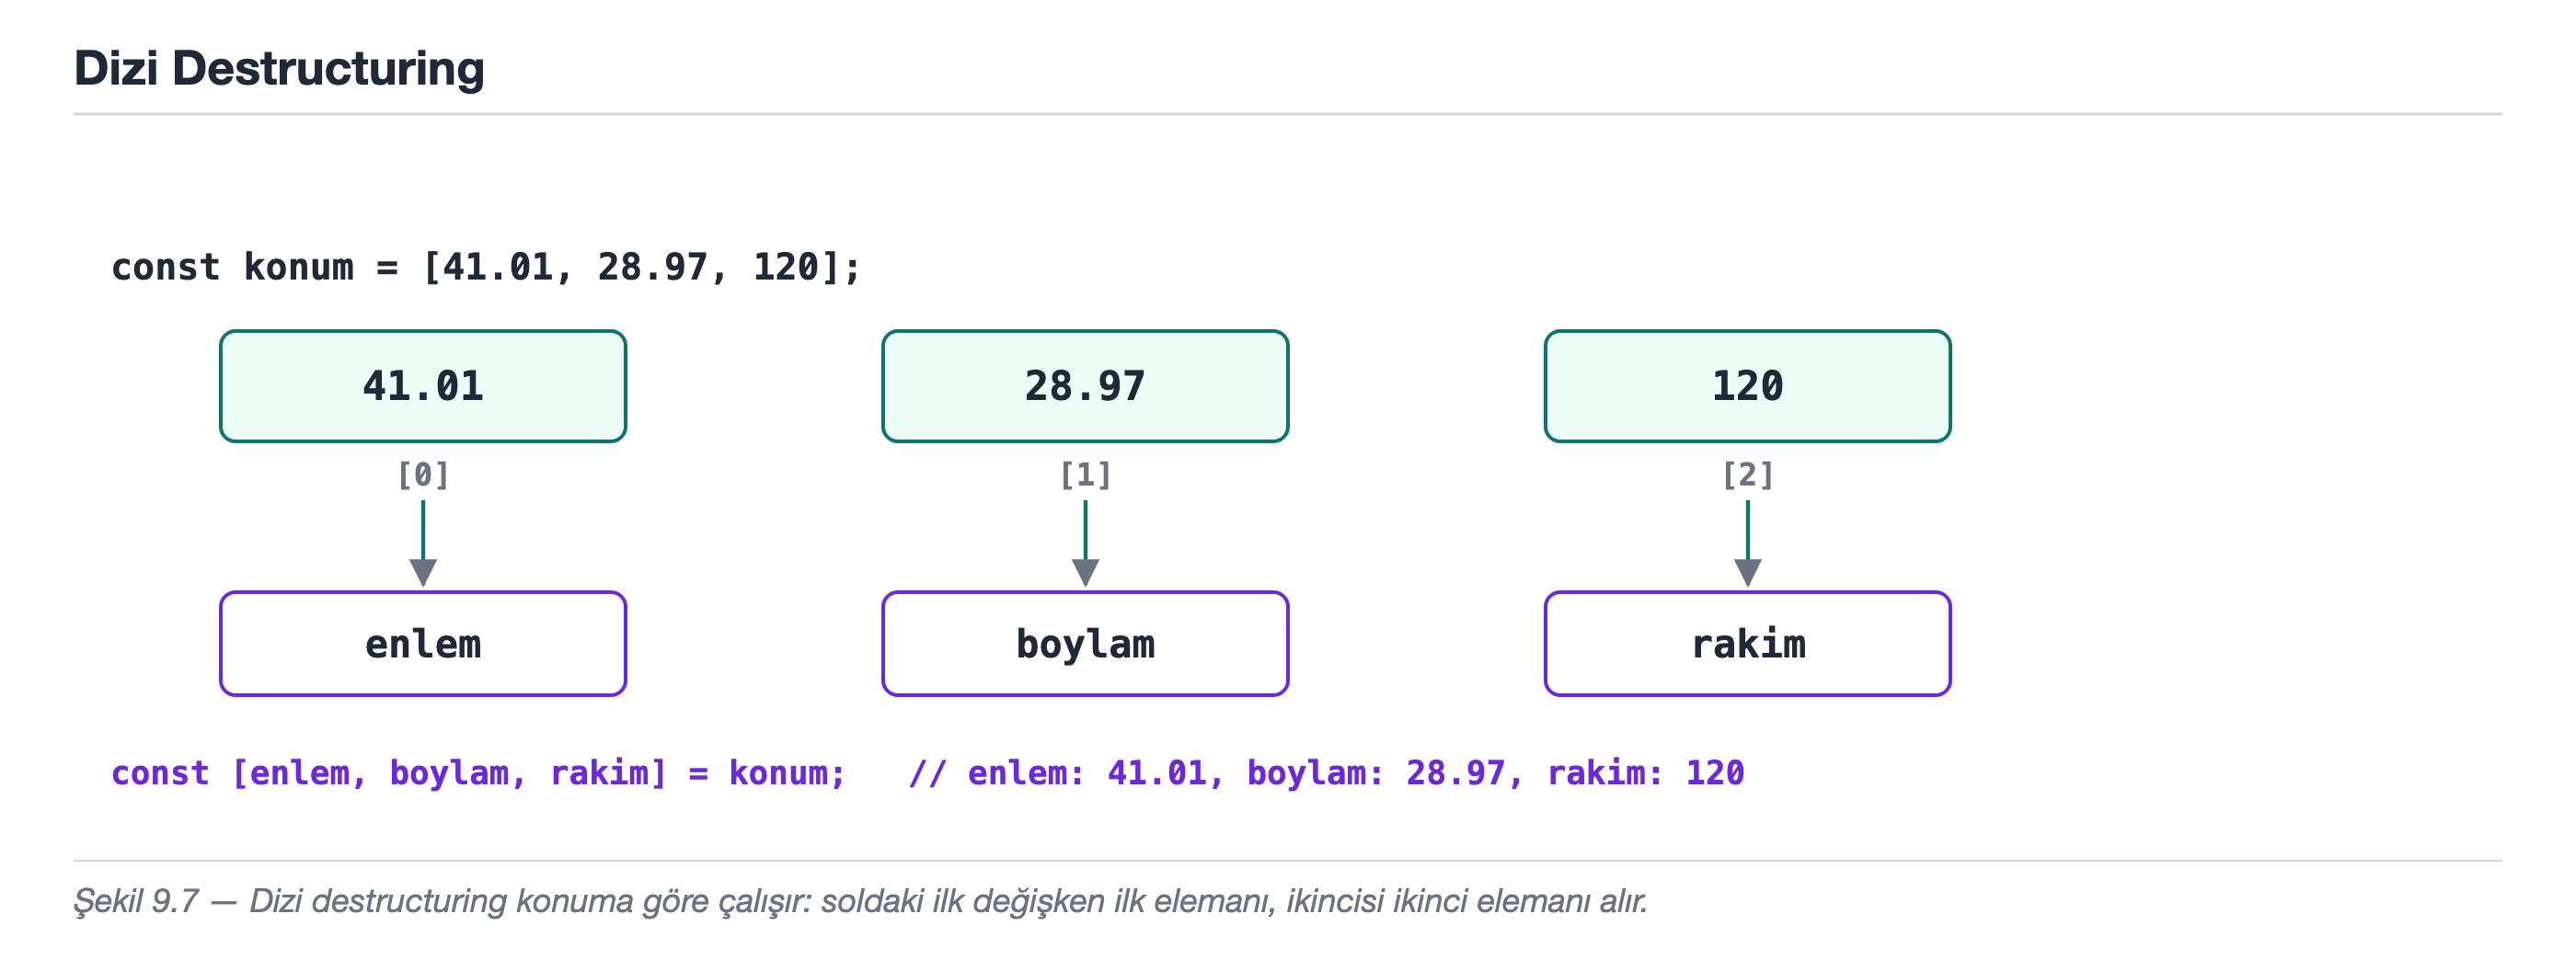 Dizi Destructuring
const konum = [41.01, 28.97, 120];
41.01 28.97 120
[0] [1] [2]
enlem boylam rakim
const [enlem, boylam, rakim] = konum; // enlem: 41.01, boylam: 28.97, rakim: 120
Şekil 9.7 — Dizi destructuring konuma göre çalışır: soldaki ilk değişken ilk elemanı, ikincisi ikinci elemanı alır.